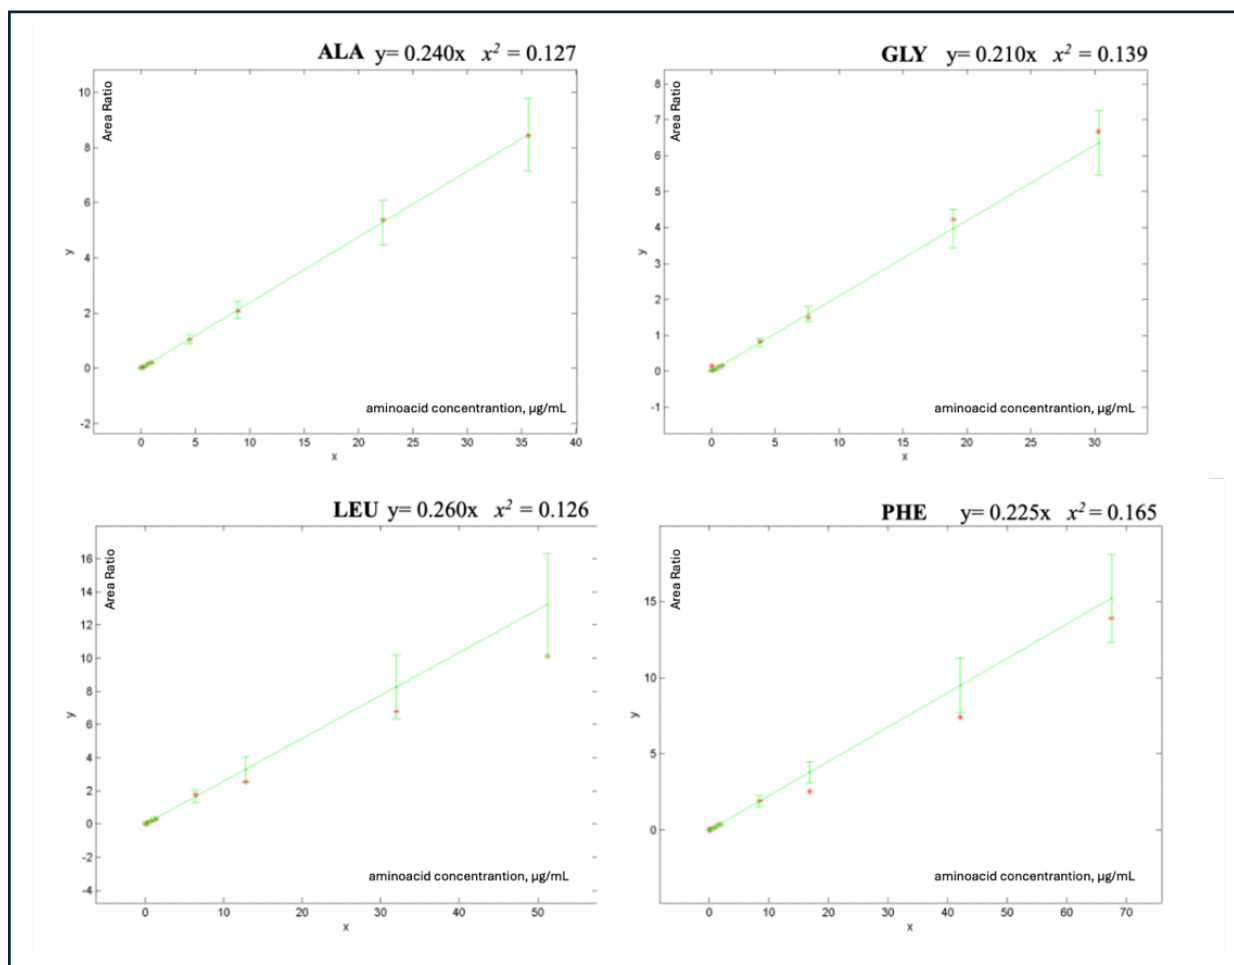 ALA y= 0.240x x² = 0.127
Area Ratio
10
8
6
4
2
0
-2
y
aminoacid concentrantion, µg/mL
0 5 10 15 20 25 30 35 40
x
GLY y= 0.210x x² = 0.139
Area Ratio
8
7
6
5
4
3
2
1
0
-1
y
aminoacid concentrantion, µg/mL
0 5 10 15 20 25 30
x
LEU y= 0.260x x² = 0.126
Area Ratio
16
14
12
10
8
6
4
2
0
-2
-4
y
aminoacid concentrantion, µg/mL
0 10 20 30 40 50
x
PHE y= 0.225x x² = 0.165
Area Ratio
15
10
5
0
y
aminoacid concentrantion, µg/mL
0 10 20 30 40 50 60 70
x